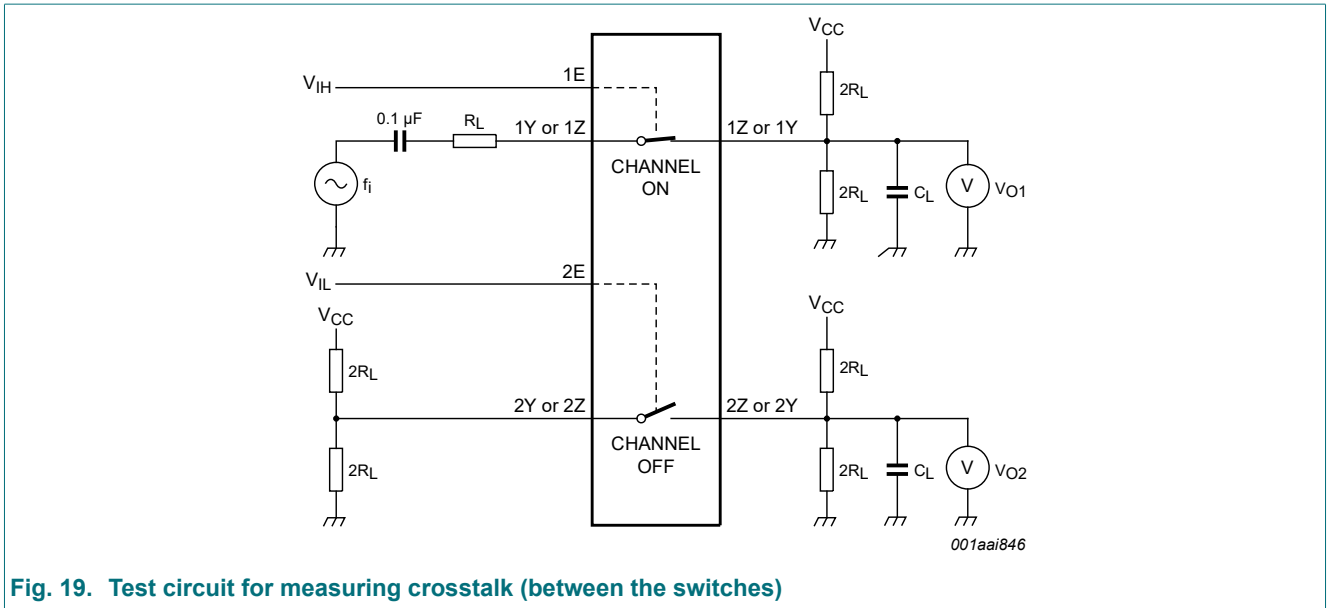 VCC
1E
VIH
2RL
0.1 µF
RL
1Y or 1Z
1Z or 1Y
CHANNEL
ON
fi
2RL
CL
V
VO1
2E
VIL
VCC
VCC
2RL
2RL
2Y or 2Z
2Z or 2Y
CHANNEL
OFF
2RL
2RL
CL
V
VO2
001aai846
Fig. 19. Test circuit for measuring crosstalk (between the switches)